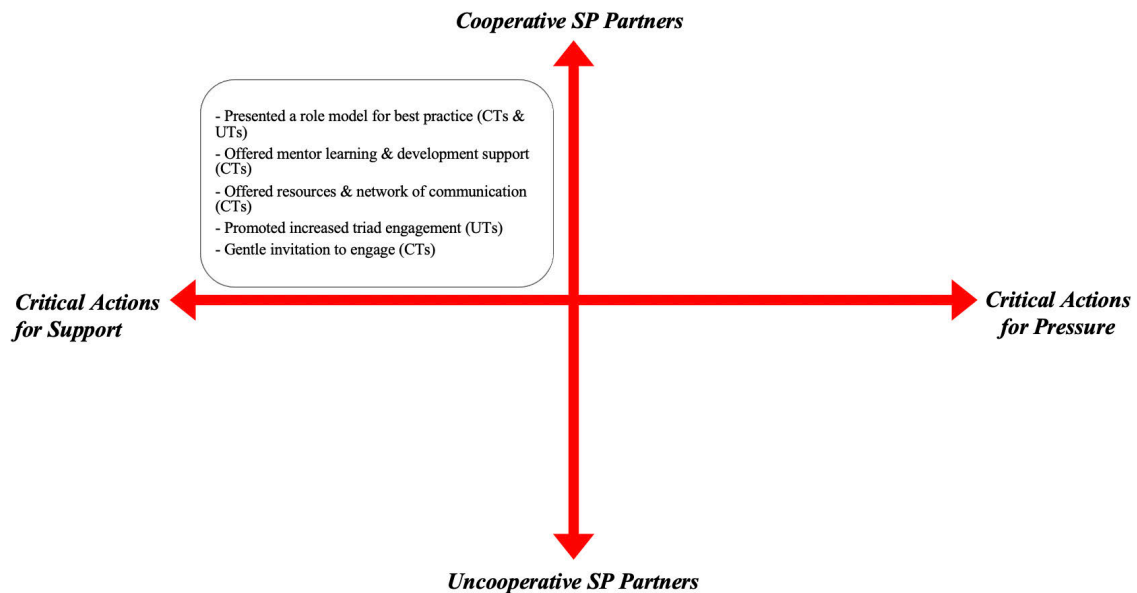 Cooperative SP Partners
- Presented a role model for best practice (CTs &
UTs)
- Offered mentor learning & development support
(CTs)
- Offered resources & network of communication
(CTs)
- Promoted increased triad engagement (UTs)
- Gentle invitation to engage (CTs)
Critical Actions
for Support
Critical Actions
for Pressure
Uncooperative SP Partners